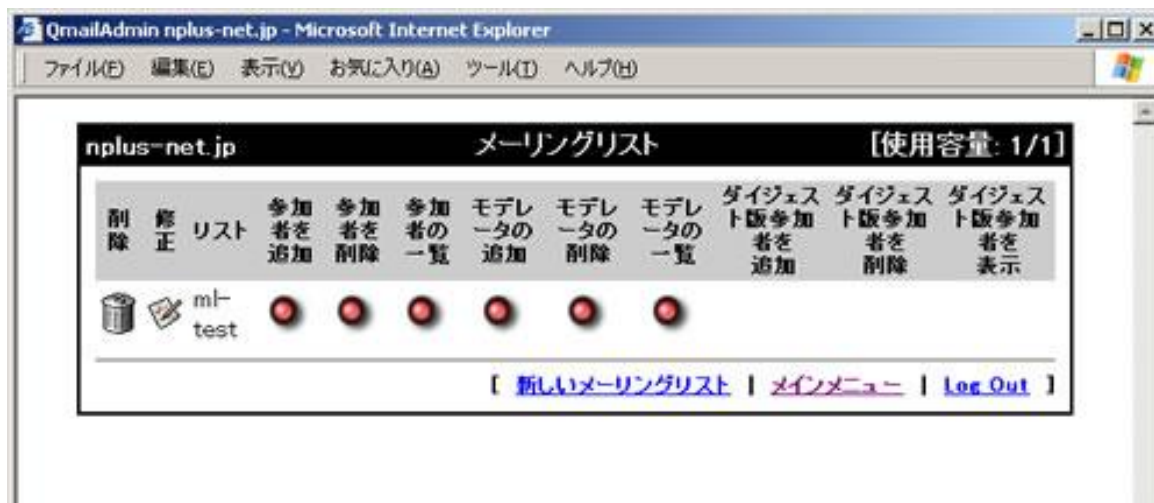 QmailAdmin nplus-net.jp - Microsoft Internet Explorer
ファイル(F) 編集(E) 表示(V) お気に入り(A) ツール(T) ヘルプ(H)
nplus-net.jp メーリングリスト [使用容量: 1/1]
削除 修正 リスト 参加者を追加 参加者を削除 参加者の一覧 モデレータの追加 モデレータの削除 モデレータの一覧 ダイジェスト版参加者を追加 ダイジェスト版参加者を削除 ダイジェスト版参加者を表示
ml-
test
[ 新しいメーリングリスト | メインメニュー | Log Out ]